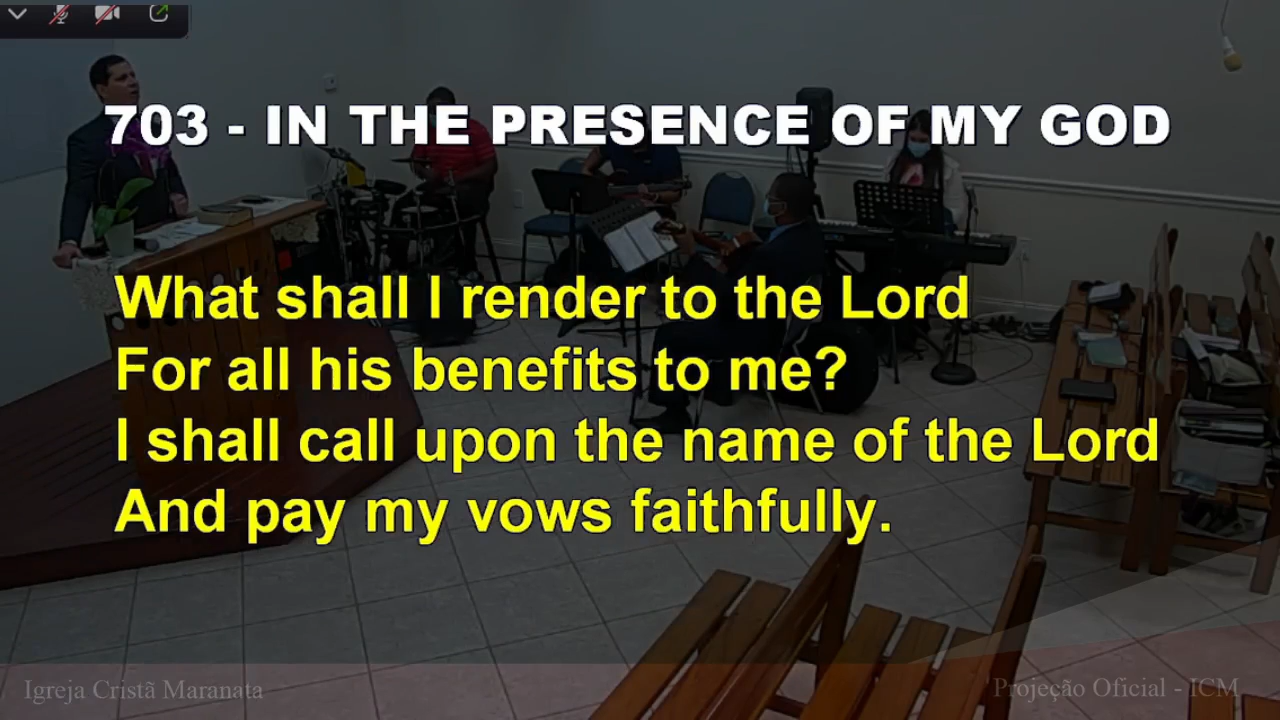 703 - IN THE PRESENCE OF MY GOD
What shall I render to the Lord
For all his benefits to me?
I shall call upon the name of the Lord
And pay my vows faithfully.
Igreja Cristã Maranata
Projeção Oficial - ICM